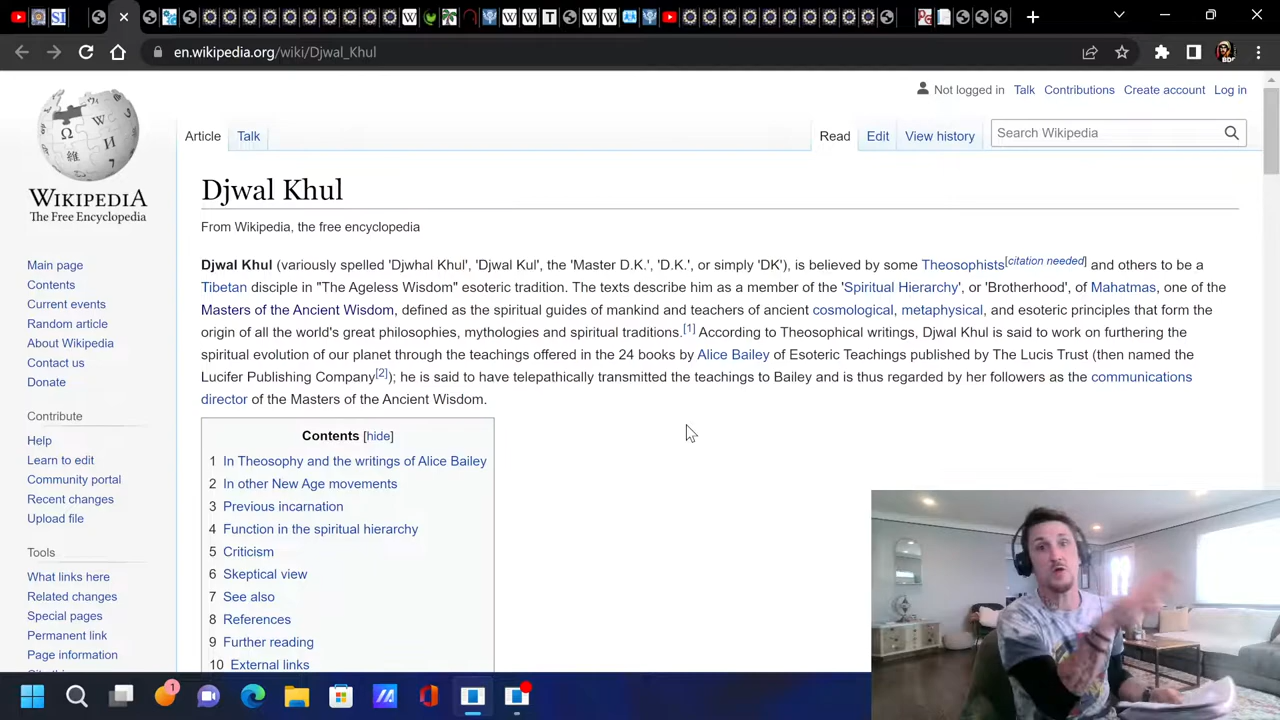 SI
W
W
W
T
W
W
en.wikipedia.org/wiki/Djwal_Khul
BDF
Not logged in Talk Contributions Create account Log in
Article Talk Read Edit View history Search Wikipedia
WIKIPEDIA
The Free Encyclopedia
Main page
Contents
Current events
Random article
About Wikipedia
Contact us
Donate
Contribute
Help
Learn to edit
Community portal
Recent changes
Upload file
Tools
What links here
Related changes
Special pages
Permanent link
Page information
Djwal Khul
From Wikipedia, the free encyclopedia
Djwal Khul (variously spelled 'Djwhal Khul', 'Djwal Kul', the 'Master D.K.', 'D.K.', or simply 'DK'), is believed by some Theosophists[citation needed] and others to be a
Tibetan disciple in "The Ageless Wisdom" esoteric tradition. The texts describe him as a member of the 'Spiritual Hierarchy', or 'Brotherhood', of Mahatmas, one of the
Masters of the Ancient Wisdom, defined as the spiritual guides of mankind and teachers of ancient cosmological, metaphysical, and esoteric principles that form the
origin of all the world's great philosophies, mythologies and spiritual traditions.[1] According to Theosophical writings, Djwal Khul is said to work on furthering the
spiritual evolution of our planet through the teachings offered in the 24 books by Alice Bailey of Esoteric Teachings published by The Lucis Trust (then named the
Lucifer Publishing Company[2]); he is said to have telepathically transmitted the teachings to Bailey and is thus regarded by her followers as the communications
director of the Masters of the Ancient Wisdom.
Contents [hide]
1 In Theosophy and the writings of Alice Bailey
2 In other New Age movements
3 Previous incarnation
4 Function in the spiritual hierarchy
5 Criticism
6 Skeptical view
7 See also
8 References
9 Further reading
10 External links
1